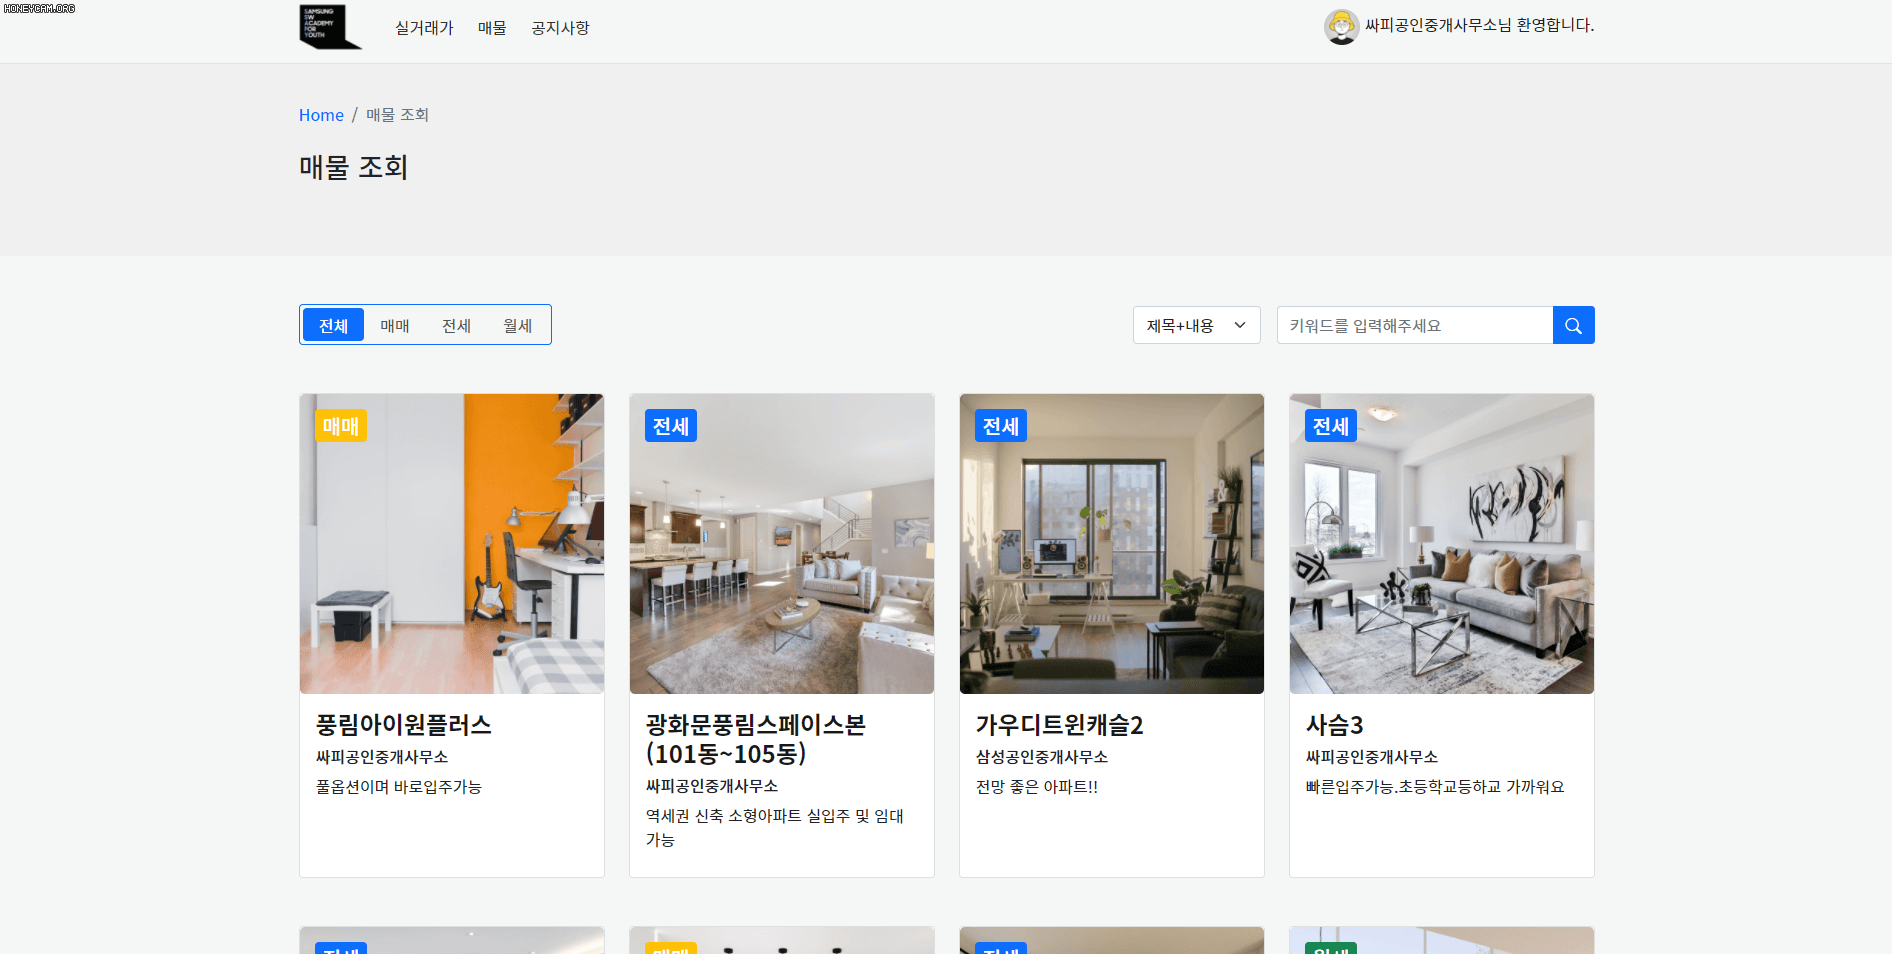 HONEYCAM.ORG
SAMSUNG
SW
ACADEMY
FOR
YOUTH
실거래가 매물 공지사항
싸피공인중개사무소님 환영합니다.
Home / 매물 조회
매물 조회
전체 매매 전세 월세
제목+내용
키워드를 입력해주세요
매매
전세
전세
전세
풍림아이원플러스
싸피공인중개사무소
풀옵션이며 바로입주가능
광화문풍림스페이스본
(101동~105동)
싸피공인중개사무소
역세권 신축 소형아파트 실입주 및 임대
가능
가우디트윈캐슬2
삼성공인중개사무소
전망 좋은 아파트!!
사슴3
싸피공인중개사무소
빠른입주가능.초등학교등하교 가까워요
전세
매매
전세
월세